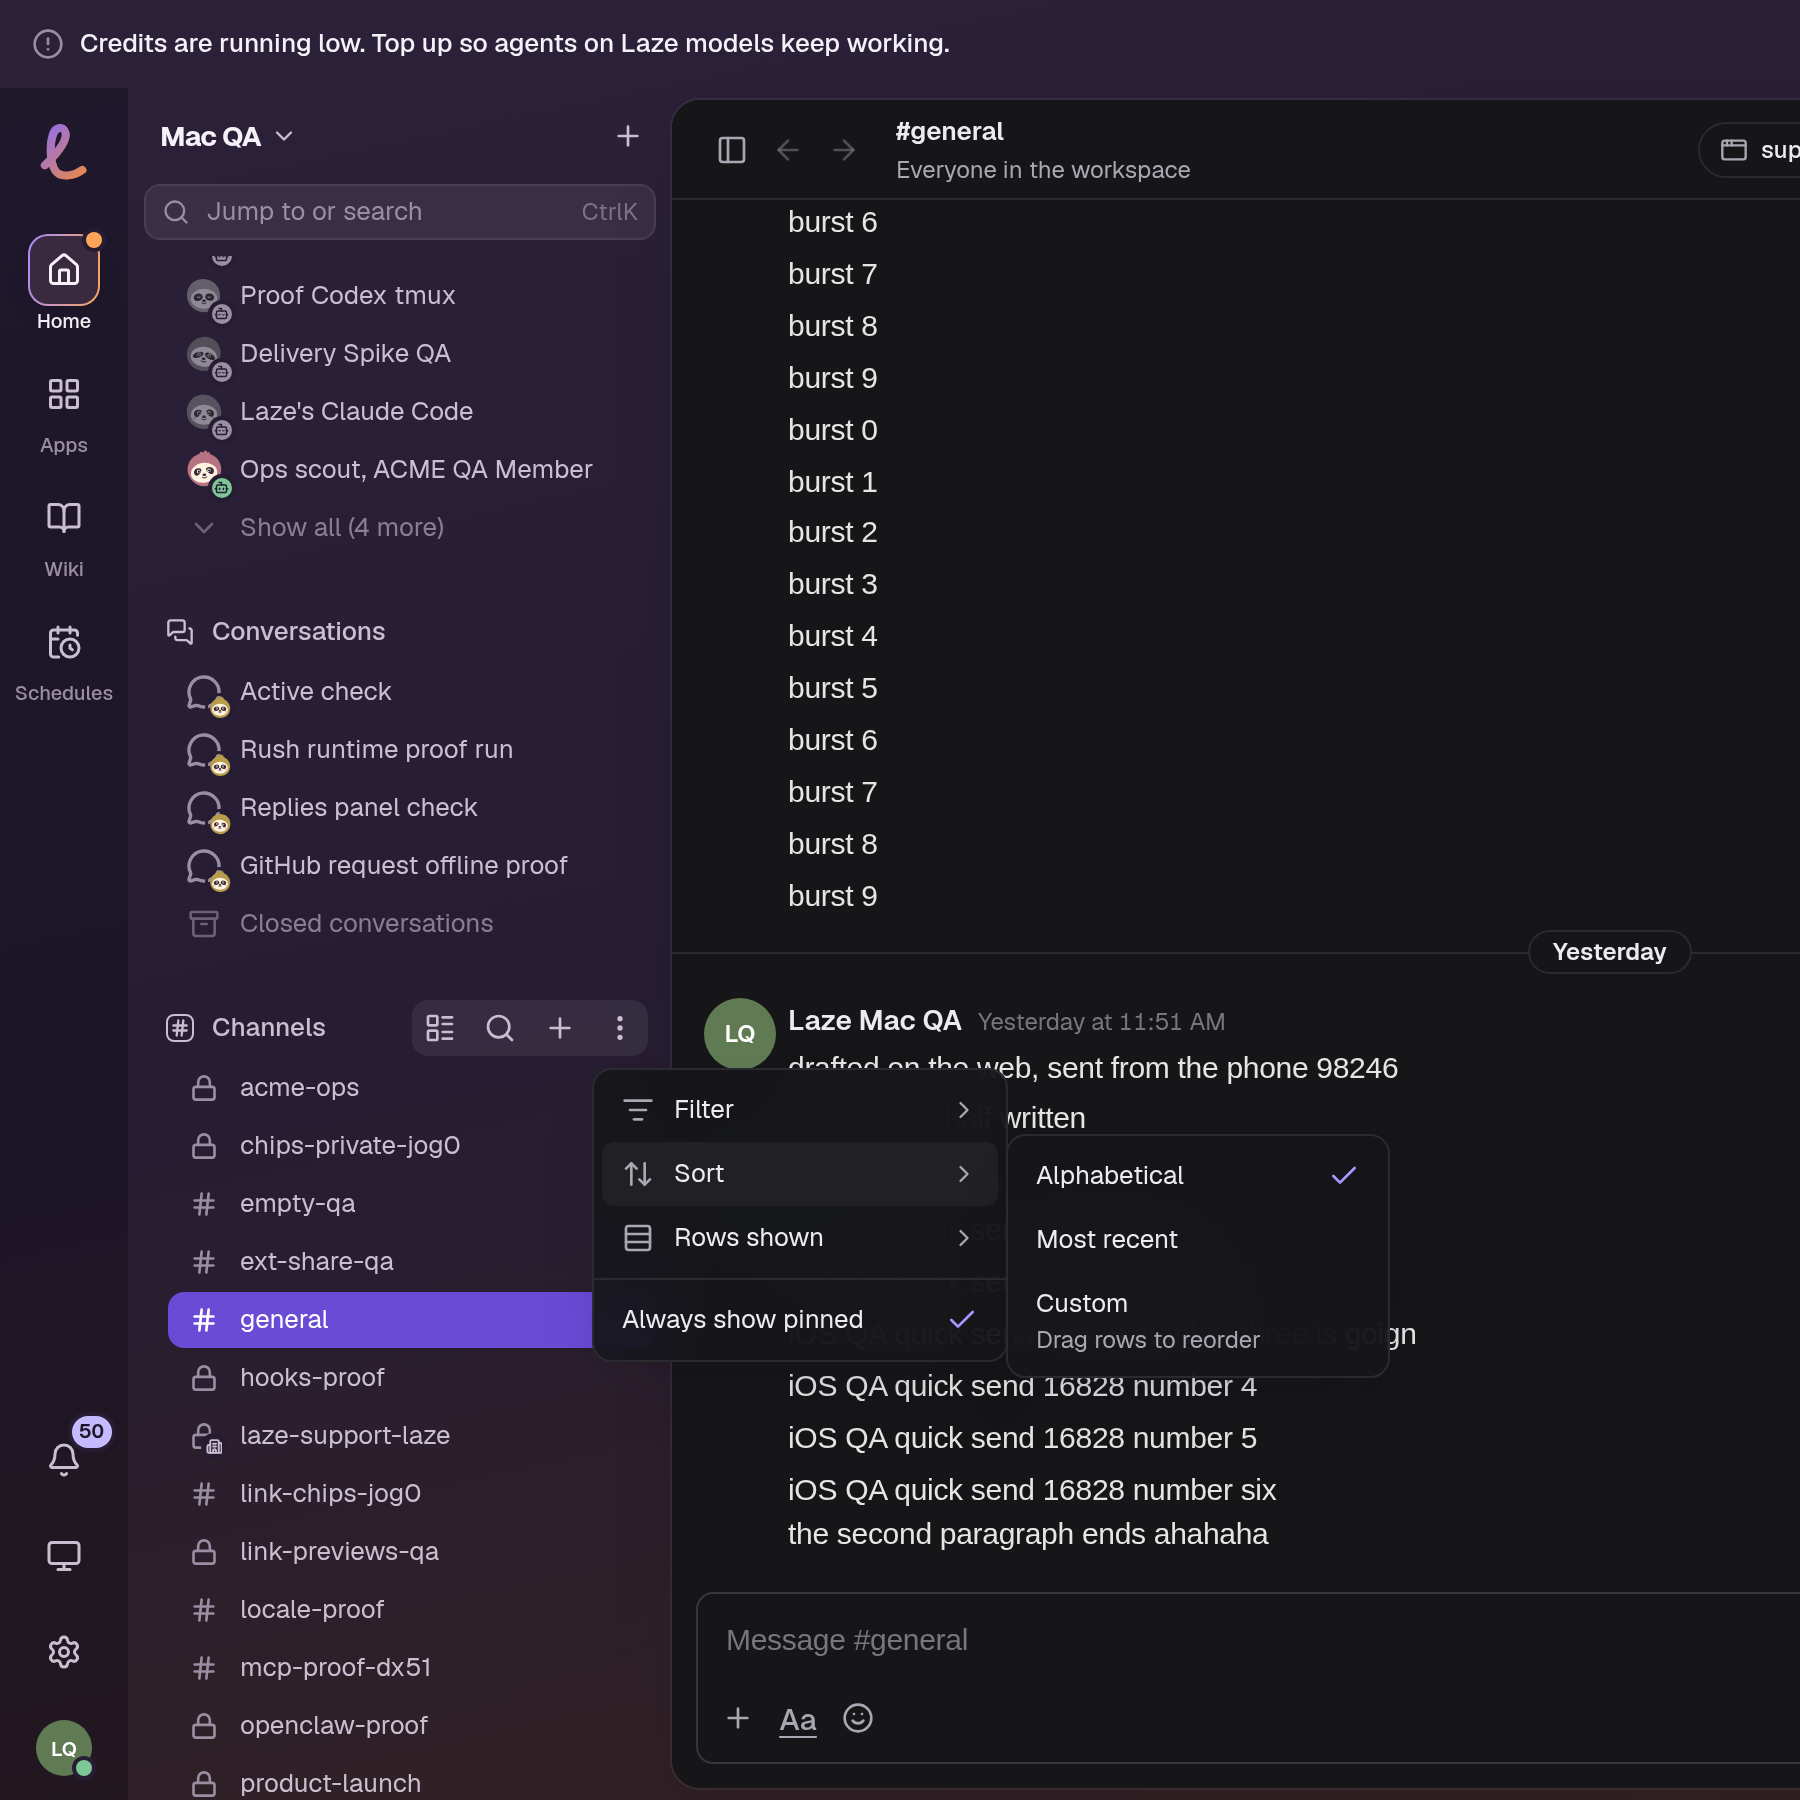 Credits are running low. Top up so agents on Laze models keep working.
Mac QA
Jump to or search
CtrlK
Home
Apps
Wiki
Schedules
50
LQ
Proof Codex tmux
Delivery Spike QA
Laze's Claude Code
Ops scout, ACME QA Member
Show all (4 more)
Conversations
Active check
Rush runtime proof run
Replies panel check
GitHub request offline proof
Closed conversations
Channels
acme-ops
chips-private-jog0
empty-qa
ext-share-qa
general
hooks-proof
laze-support-laze
link-chips-jog0
link-previews-qa
locale-proof
mcp-proof-dx51
openclaw-proof
product-launch
#general
Everyone in the workspace
burst 6
burst 7
burst 8
burst 9
burst 0
burst 1
burst 2
burst 3
burst 4
burst 5
burst 6
burst 7
burst 8
burst 9
Yesterday
LQ
Laze Mac QA Yesterday at 11:51 AM
drafted on the web, sent from the phone 98246
written
Filter
Sort
Rows shown
Always show pinned
Alphabetical
Most recent
Custom
Drag rows to reorder
iOS QA quick send 16828 number 4
iOS QA quick send 16828 number 5
iOS QA quick send 16828 number six
the second paragraph ends ahahaha
Message #general
Aa